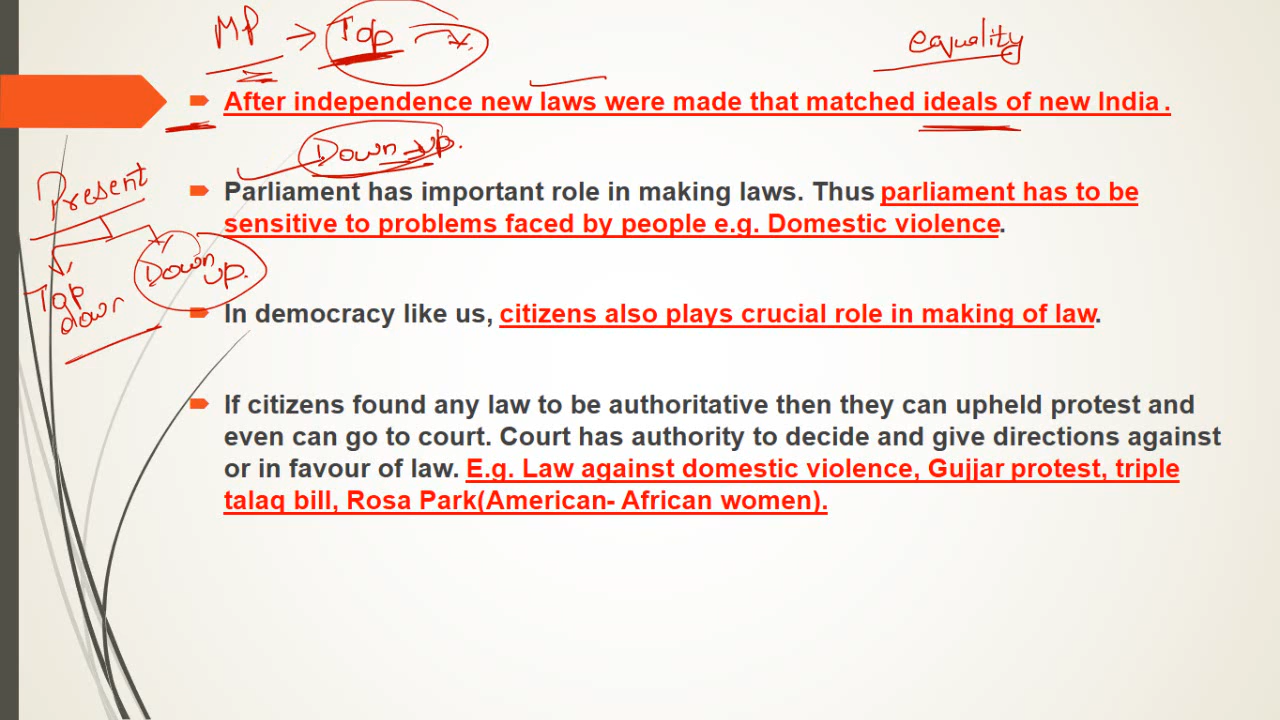 MP → Top
equality
After independence new laws were made that matched ideals of new India .
Down up.
Present
Parliament has important role in making laws. Thus parliament has to be
sensitive to problems faced by people e.g. Domestic violence.
Down
up.
Top
down
In democracy like us, citizens also plays crucial role in making of law.
If citizens found any law to be authoritative then they can upheld protest and
even can go to court. Court has authority to decide and give directions against
or in favour of law. E.g. Law against domestic violence, Gujjar protest, triple
talaq bill, Rosa Park(American- African women).